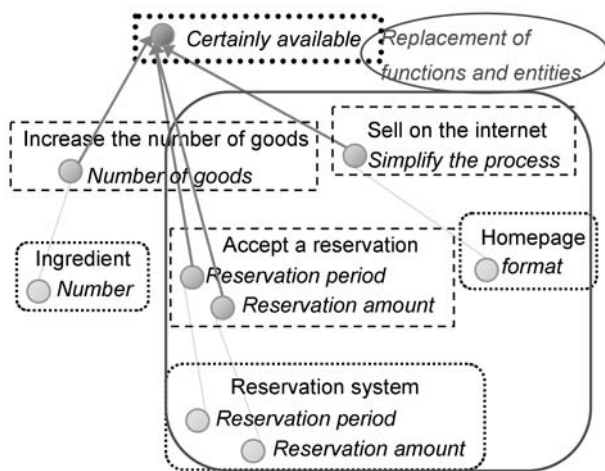 Certainly available
Replacement of
functions and entities
Increase the number of goods
Number of goods
Sell on the internet
Simplify the process
Ingredient
Number
Accept a reservation
Reservation period
Reservation amount
Homepage
format
Reservation system
Reservation period
Reservation amount